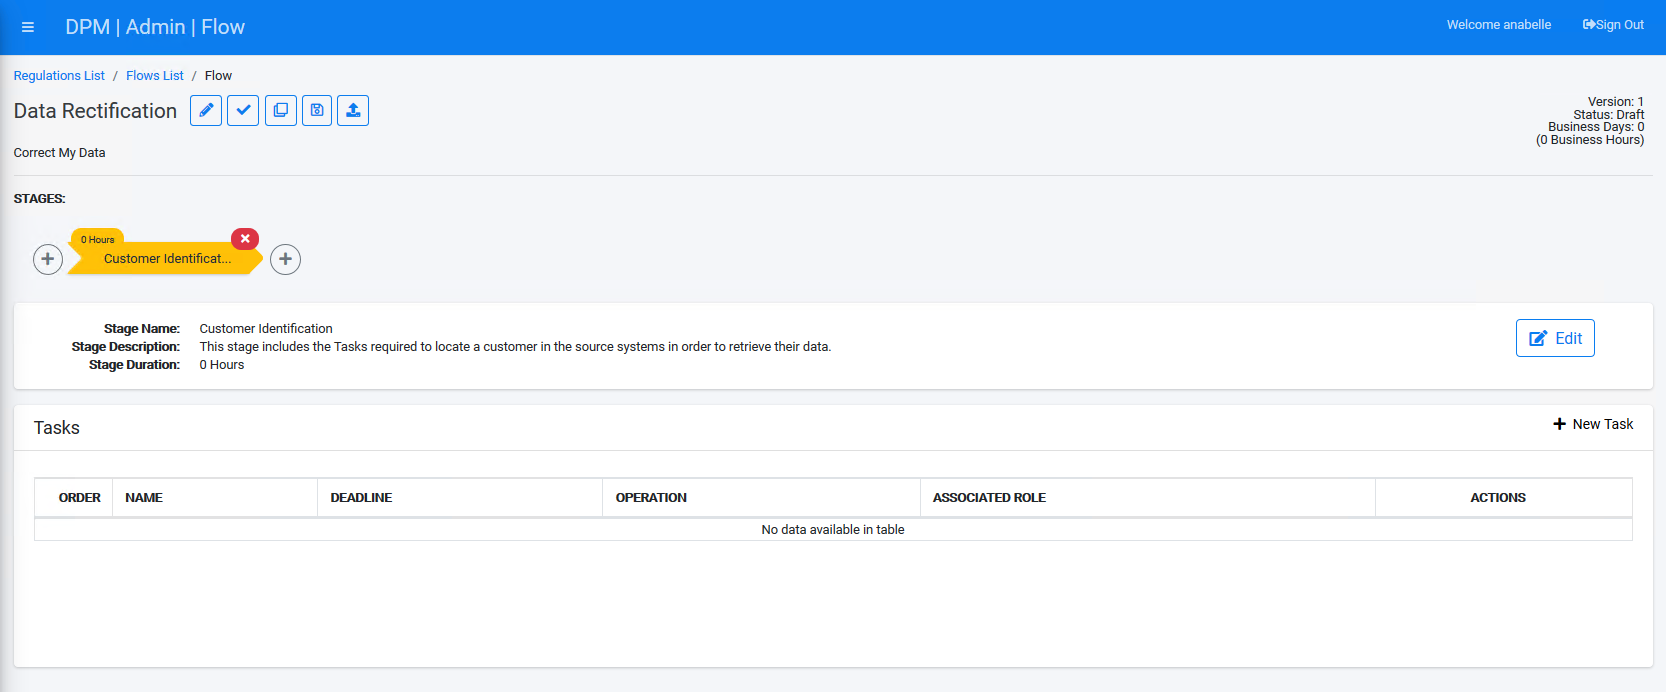 DPM | Admin | Flow
Welcome anabelle
Sign Out
Regulations List / Flows List / Flow
Data Rectification
Version: 1
Status: Draft
Business Days: 0
(0 Business Hours)
Correct My Data
STAGES:
0 Hours
Customer Identificat...
Stage Name: Customer Identification
Stage Description: This stage includes the Tasks required to locate a customer in the source systems in order to retrieve their data.
Stage Duration: 0 Hours
Edit
Tasks
New Task
ORDER NAME DEADLINE OPERATION ASSOCIATED ROLE ACTIONS
No data available in table